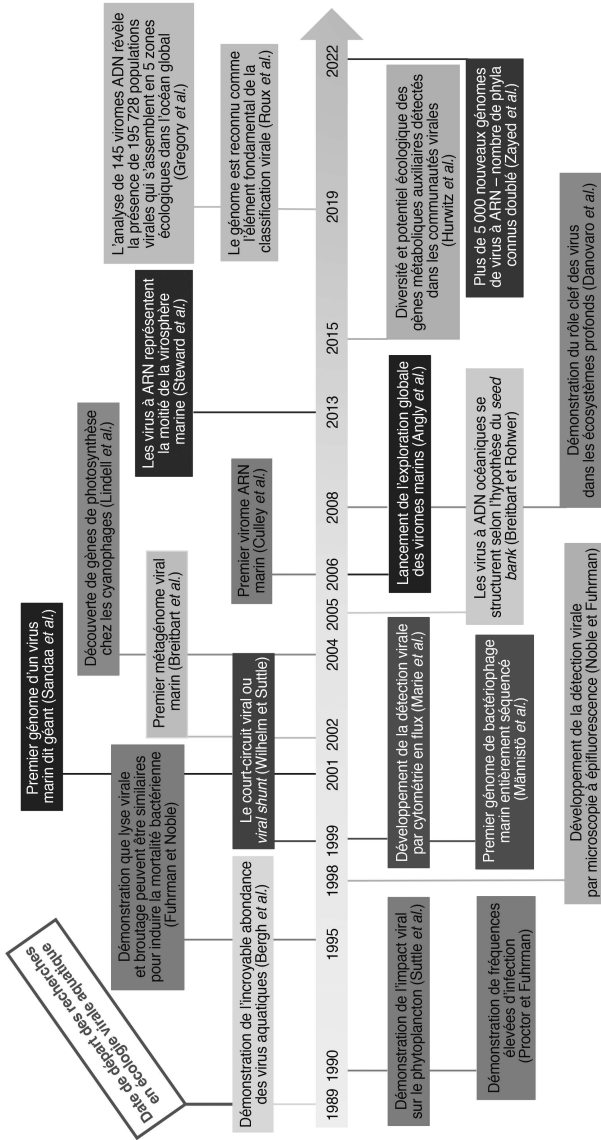 Date de départ des recherches
en écologie virale aquatique
Démonstration de l'incroyable abondance
des virus aquatiques (Bergh et al.)
Démonstration que lyse virale
et broutage peuvent être similaires
pour induire la mortalité bactérienne
(Fuhrman et Noble)
Le court-circuit viral ou
viral shunt (Wilhelm et Suttle)
Premier génome d'un virus
marin dit géant (Sandaa et al.)
Premier métagénome viral
marin (Breitbart et al.)
Découverte de gènes de photosynthèse
chez les cyanophages (Lindell et al.)
Premier virome ARN
marin (Culley et al.)
Les virus à ARN représentent
la moitié de la virosphère
marine (Steward et al.)
L'analyse de 145 viromes ADN révèle
la présence de 195 728 populations
virales qui s'assemblent en 5 zones
écologiques dans l'océan global
(Gregory et al.)
Le génome est reconnu comme
l'élément fondamental de la
classification virale (Roux et al.)
1989 1990 1995 1998 1999 2001 2002 2004 2005 2006 2008 2013 2015 2019 2022
Démonstration de l'impact viral
sur le phytoplancton (Suttle et al.)
Démonstration de fréquences
élevées d'infection
(Proctor et Fuhrman)
Développement de la détection virale
par cytométrie en flux (Marie et al.)
Premier génome de bactériophage
marin entièrement séquencé
(Männistö et al.)
Développement de la détection virale
par microscopie à épifluorescence (Noble et Fuhrman)
Lancement de l'exploration globale
des viromes marins (Angly et al.)
Les virus à ADN océaniques se
structurent selon l'hypothèse du seed
bank (Breitbart et Rohwer)
Démonstration du rôle clef des virus
dans les écosystèmes profonds (Danovaro et al.)
Diversité et potentiel écologique des
gènes métaboliques auxiliaires détectés
dans les communautés virales
(Hurwitz et al.)
Plus de 5 000 nouveaux génomes
de virus à ARN – nombre de phyla
connus doublé (Zayed et al.)